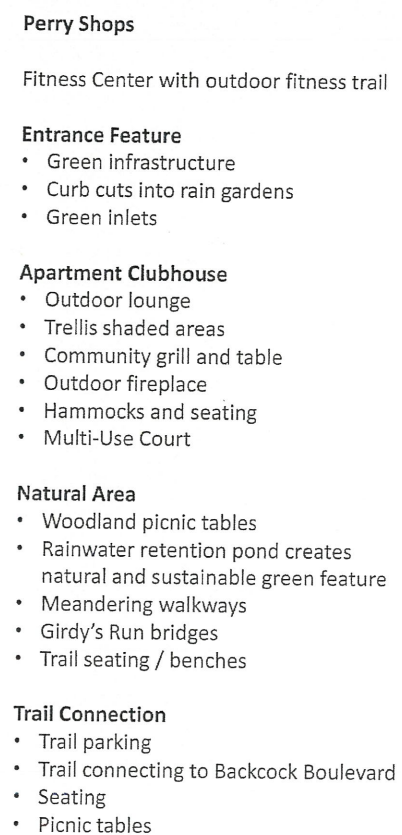 Perry Shops
Fitness Center with outdoor fitness trail
Entrance Feature
• Green infrastructure
• Curb cuts into rain gardens
• Green inlets
Apartment Clubhouse
• Outdoor lounge
• Trellis shaded areas
• Community grill and table
• Outdoor fireplace
• Hammocks and seating
• Multi-Use Court
Natural Area
• Woodland picnic tables
• Rainwater retention pond creates
natural and sustainable green feature
• Meandering walkways
• Girdy's Run bridges
• Trail seating / benches
Trail Connection
• Trail parking
• Trail connecting to Backcock Boulevard
• Seating
• Picnic tables